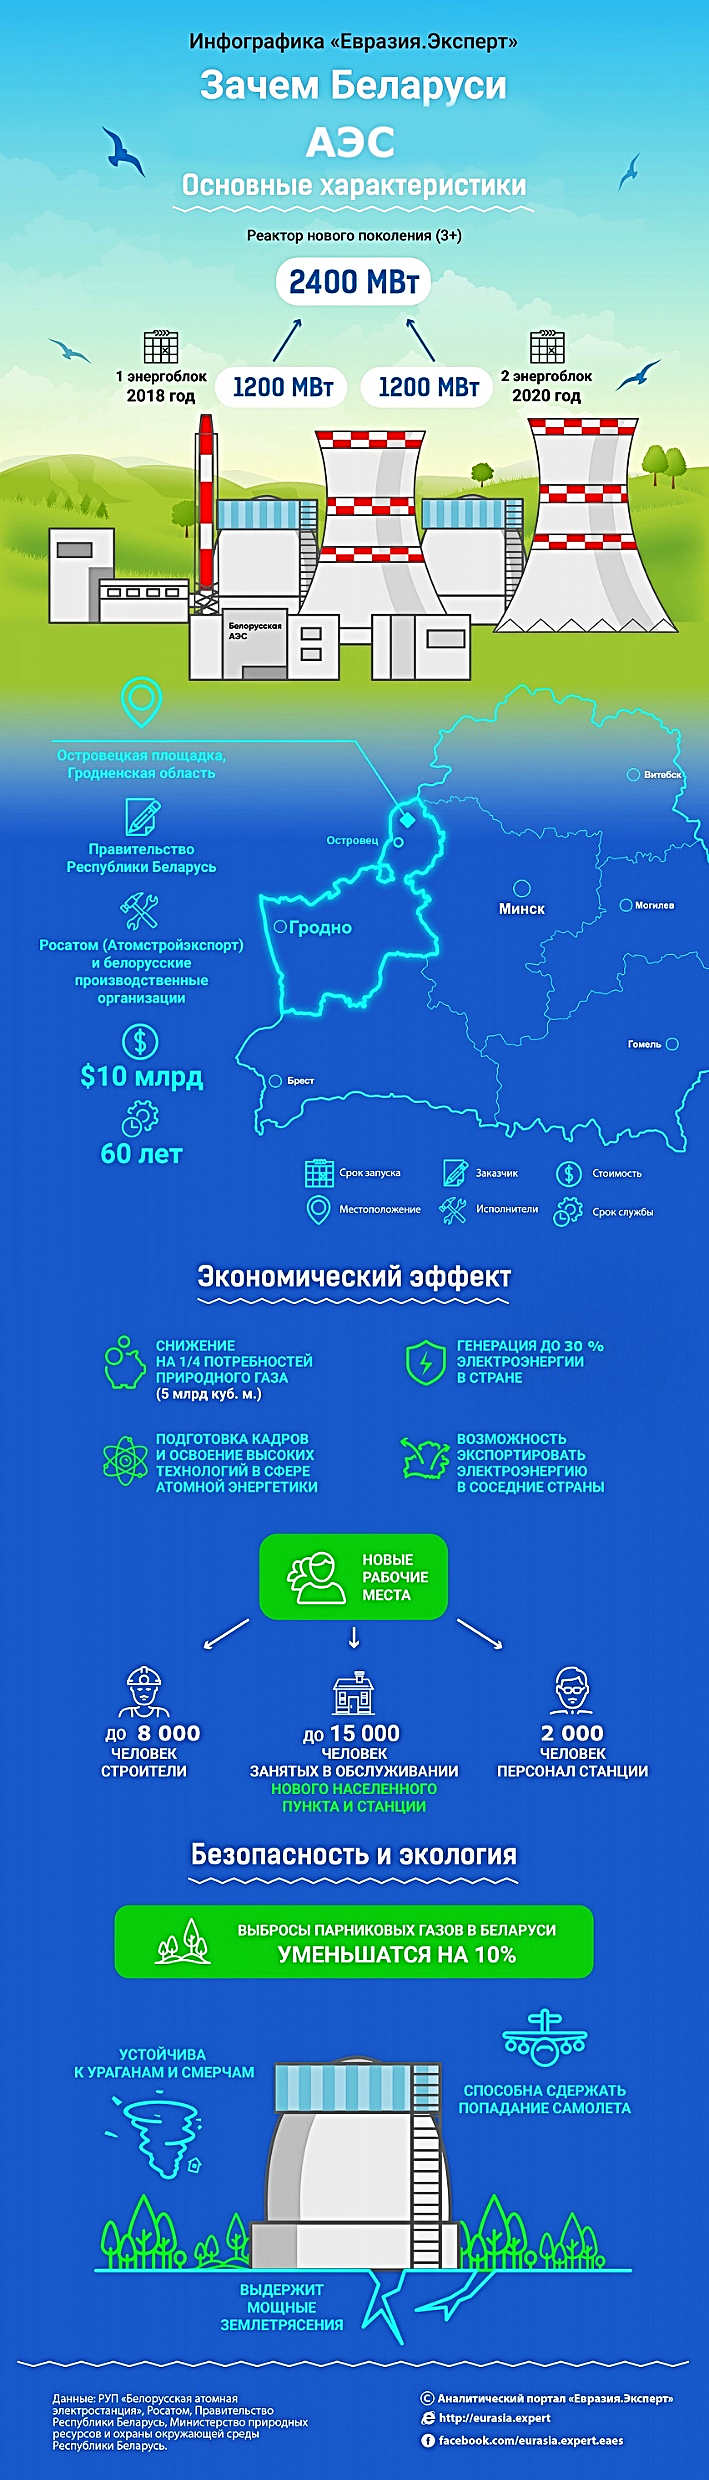 Инфографика «Евразия.Эксперт»
Зачем Беларуси
АЭС
Основные характеристики
Реактор нового поколения (3+)
2400 МВт
1 энергоблок
2018 год
1200 МВт
1200 МВт
2 энергоблок
2020 год
Белорусская
АЭС
Островецкая площадка,
Гродненская область
Правительство
Республики Беларусь
Росатом (Атомстройэкспорт)
и белорусские
производственные
организации
$10 млрд
60 лет
Витебск
Островец
Минск
Могилев
Гродно
Гомель
Брест
Срок запуска
Заказчик
Стоимость
Местоположение
Исполнители
Срок службы
Экономический эффект
СНИЖЕНИЕ
НА 1/4 ПОТРЕБНОСТЕЙ
ПРИРОДНОГО ГАЗА
(5 млрд куб. м.)
ГЕНЕРАЦИЯ ДО 30 %
ЭЛЕКТРОЭНЕРГИИ
В СТРАНЕ
ПОДГОТОВКА КАДРОВ
И ОСВОЕНИЕ ВЫСОКИХ
ТЕХНОЛОГИЙ В СФЕРЕ
АТОМНОЙ ЭНЕРГЕТИКИ
ВОЗМОЖНОСТЬ
ЭКСПОРТИРОВАТЬ
ЭЛЕКТРОЭНЕРГИЮ
В СОСЕДНИЕ СТРАНЫ
НОВЫЕ
РАБОЧИЕ
МЕСТА
ДО 8 000
ЧЕЛОВЕК
СТРОИТЕЛИ
ДО 15 000
ЧЕЛОВЕК
ЗАНЯТЫХ В ОБСЛУЖИВАНИИ
НОВОГО НАСЕЛЕННОГО
ПУНКТА И СТАНЦИИ
2 000
ЧЕЛОВЕК
ПЕРСОНАЛ СТАНЦИИ
Безопасность и экология
ВЫБРОСЫ ПАРНИКОВЫХ ГАЗОВ В БЕЛАРУСИ
УМЕНЬШАТСЯ НА 10%
УСТОЙЧИВА
К УРАГАНАМ И СМЕРЧАМ
СПОСОБНА СДЕРЖАТЬ
ПОПАДАНИЕ САМОЛЕТА
ВЫДЕРЖИТ
МОЩНЫЕ
ЗЕМЛЕТРЯСЕНИЯ
Данные: РУП «Белорусская атомная
электростанция», Росатом, Правительство
Республики Беларусь, Министерство природных
ресурсов и охраны окружающей среды
Республики Беларусь.
© Аналитический портал «Евразия.Эксперт»
http://eurasia.expert
facebook.com/eurasia.expert.eaes